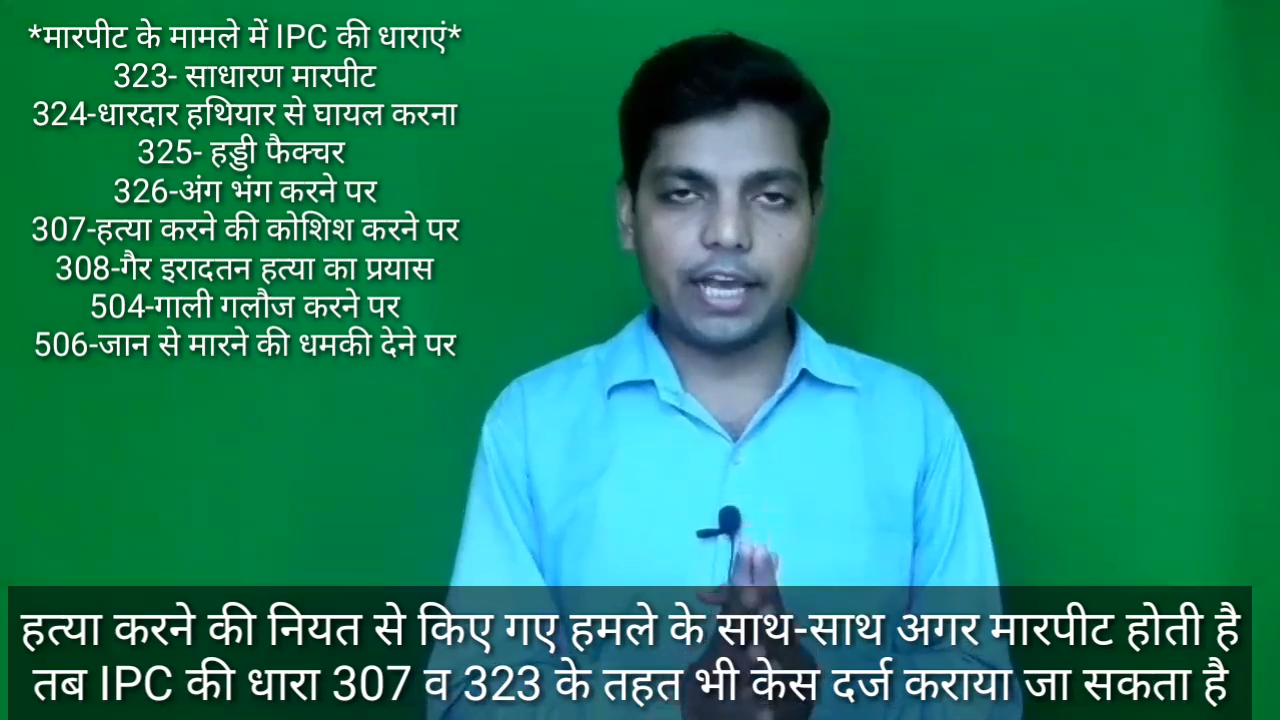 *मारपीट के मामले में IPC की धाराएं*
323- साधारण मारपीट
324-धारदार हथियार से घायल करना
325- हड्डी फैक्चर
326-अंग भंग करने पर
307-हत्या करने की कोशिश करने पर
308-गैर इरादतन हत्या का प्रयास
504-गाली गलौज करने पर
506-जान से मारने की धमकी देने पर
हत्या करने की नियत से किए गए हमले के साथ-साथ अगर मारपीट होती है
तब IPC की धारा 307 व 323 के तहत भी केस दर्ज कराया जा सकता है